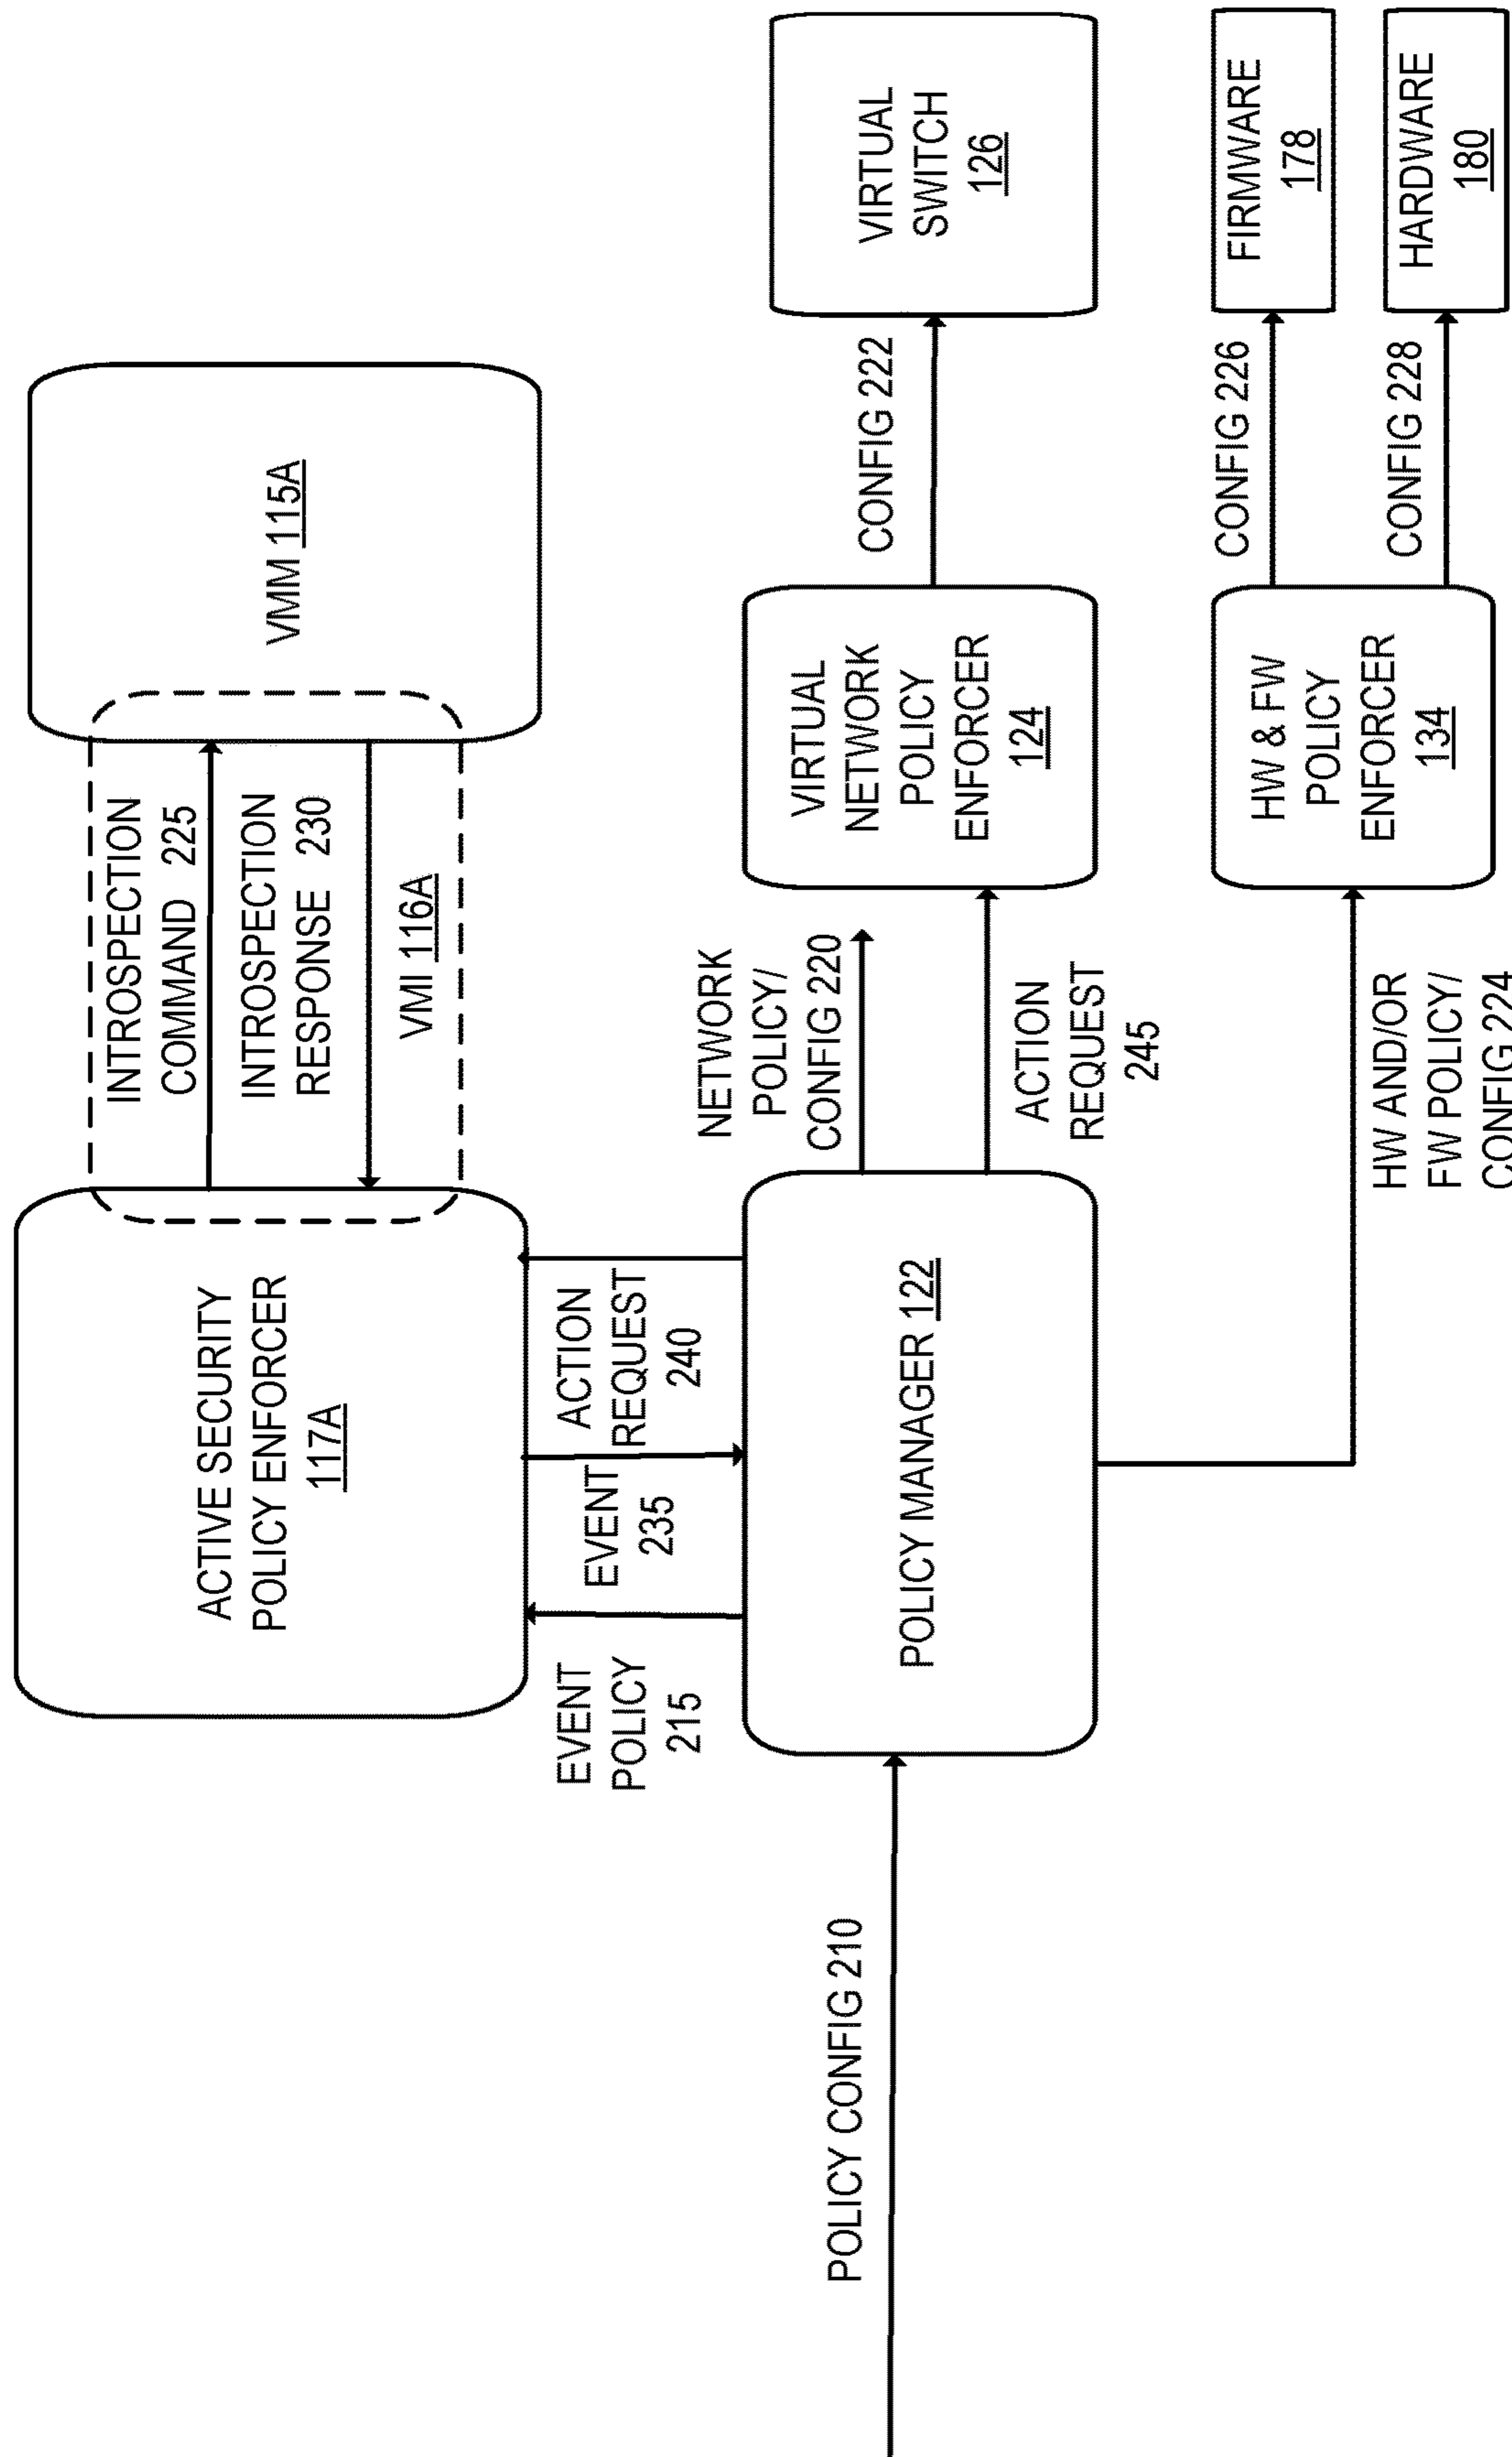 ACTIVE SECURITY
POLICY ENFORCER
117A
INTROSPECTION
COMMAND 225
INTROSPECTION
RESPONSE 230
VMI 116A
VMM 115A
EVENT
POLICY
215
EVENT
235
ACTION
REQUEST
240
POLICY CONFIG 210
POLICY MANAGER 122
NETWORK
POLICY/
CONFIG 220
ACTION
REQUEST
245
VIRTUAL
NETWORK
POLICY
ENFORCER
124
CONFIG 222
VIRTUAL
SWITCH
126
HW AND/OR
FW POLICY/
CONFIG 224
HW & FW
POLICY
ENFORCER
134
CONFIG 226
CONFIG 228
FIRMWARE
178
HARDWARE
180